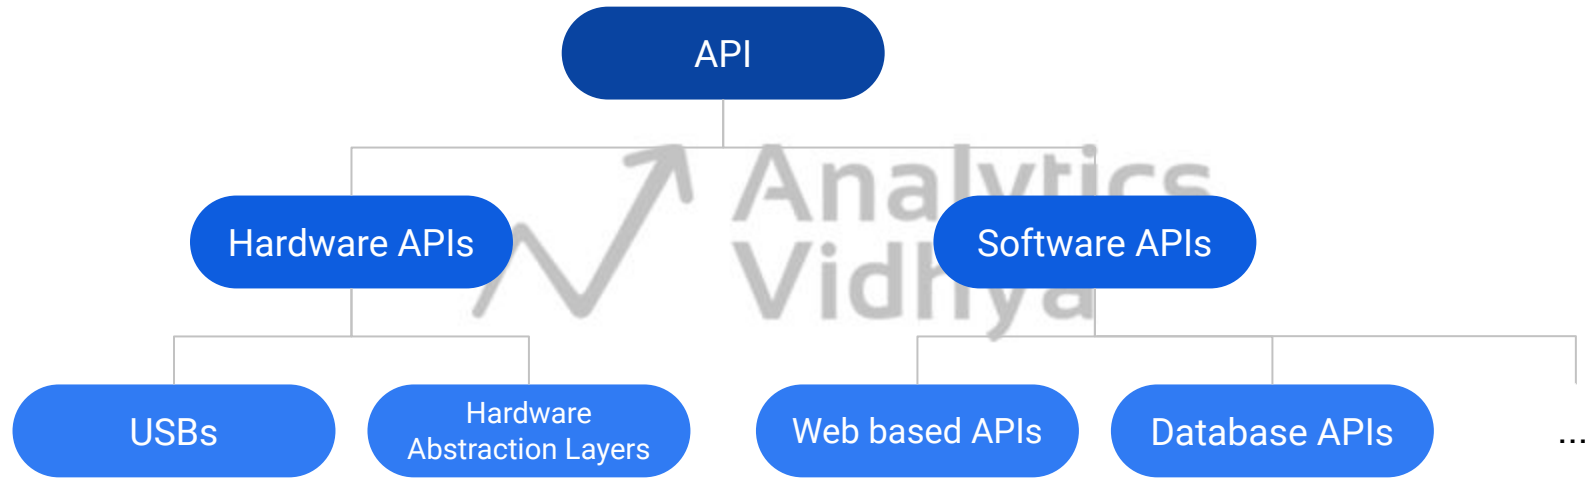 API
Analytics
Vidhya
Hardware APIs
Software APIs
USBs
Hardware
Abstraction Layers
Web based APIs
Database APIs
...